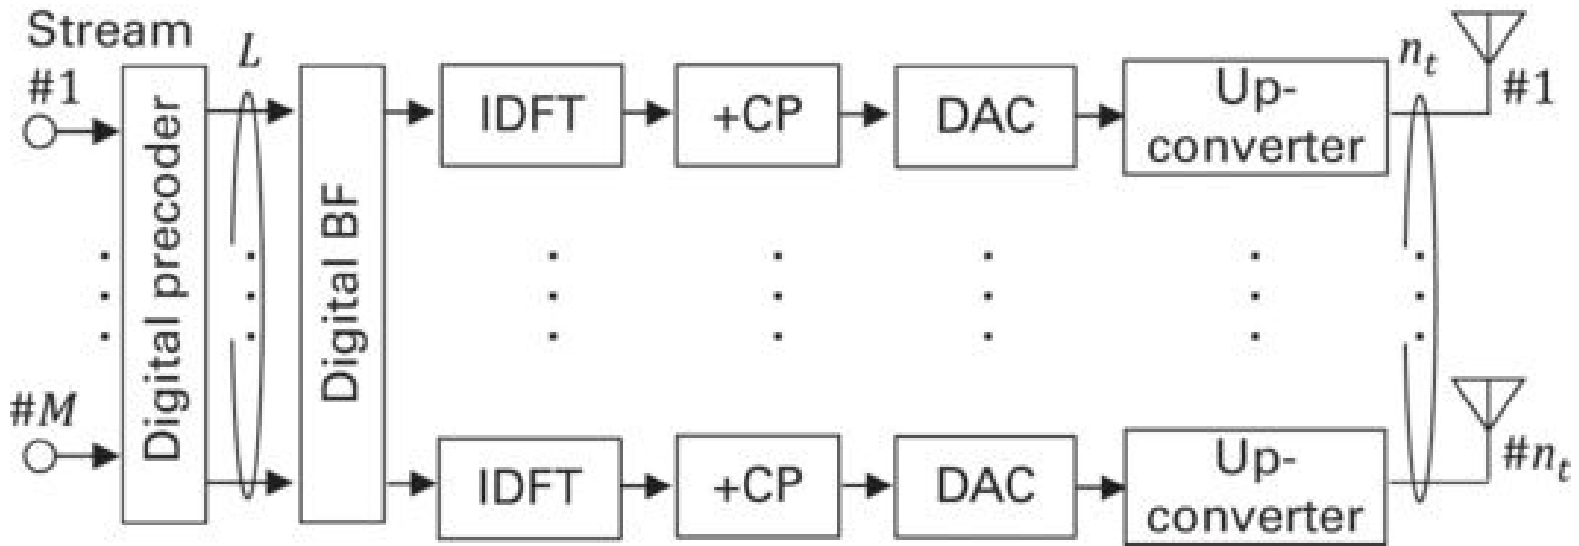 Stream
#1
#M
Digital precoder
L
Digital BF
IDFT
+CP
DAC
Up-
converter
n_t
#1
IDFT
+CP
DAC
Up-
converter
#n_t